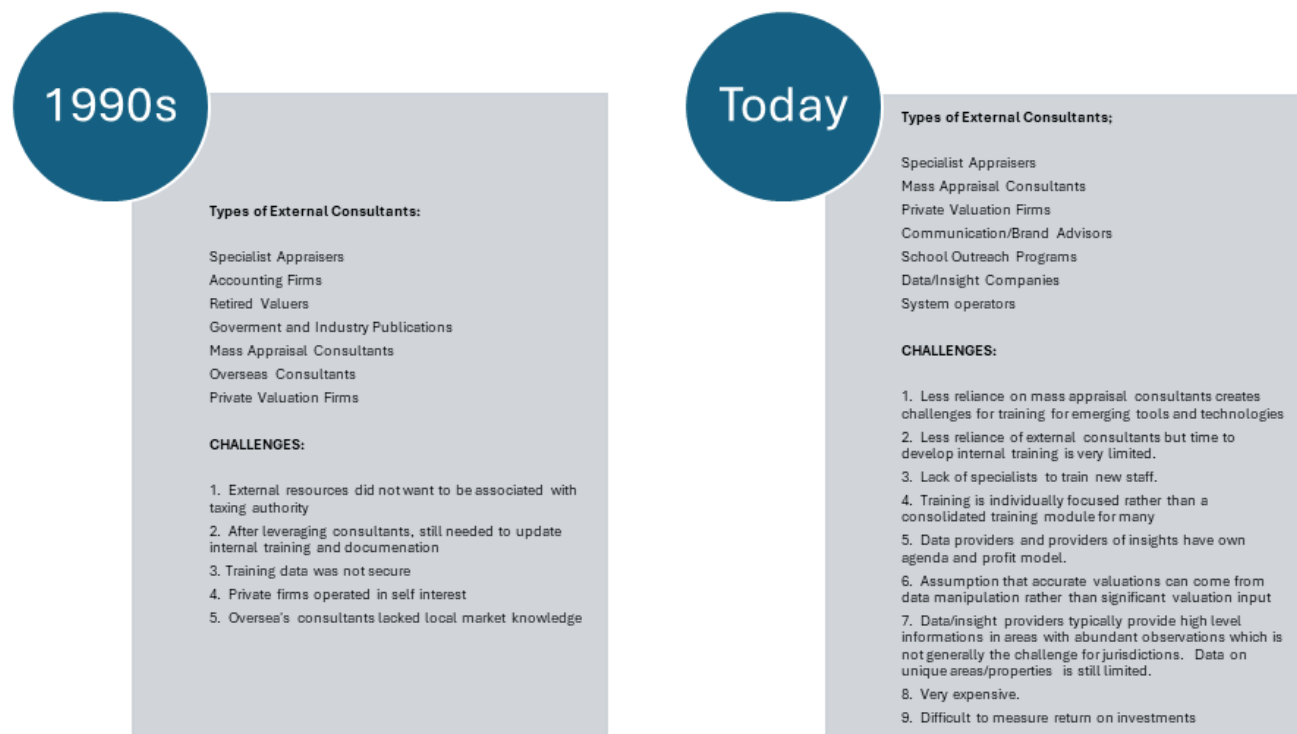 1990s
Types of External Consultants:
Specialist Appraisers
Accounting Firms
Retired Valuers
Goverment and Industry Publications
Mass Appraisal Consultants
Overseas Consultants
Private Valuation Firms
CHALLENGES:
1. External resources did not want to be associated with
taxing authority
2. After leveraging consultants, still needed to update
internal training and documenation
3. Training data was not secure
4. Private firms operated in self interest
5. Oversea's consultants lacked local market knowledge
Today
Types of External Consultants;
Specialist Appraisers
Mass Appraisal Consultants
Private Valuation Firms
Communication/Brand Advisors
School Outreach Programs
Data/Insight Companies
System operators
CHALLENGES:
1. Less reliance on mass appraisal consultants creates
challenges for training for emerging tools and technologies
2. Less reliance of external consultants but time to
develop internal training is very limited.
3. Lack of specialists to train new staff.
4. Training is individually focused rather than a
consolidated training module for many
5. Data providers and providers of insights have own
agenda and profit model.
6. Assumption that accurate valuations can come from
data manipulation rather than significant valuation input
7. Data/insight providers typically provide high level
informations in areas with abundant observations which is
not generally the challenge for jurisdictions. Data on
unique areas/properties is still limited.
8. Very expensive.
9. Difficult to measure return on investments